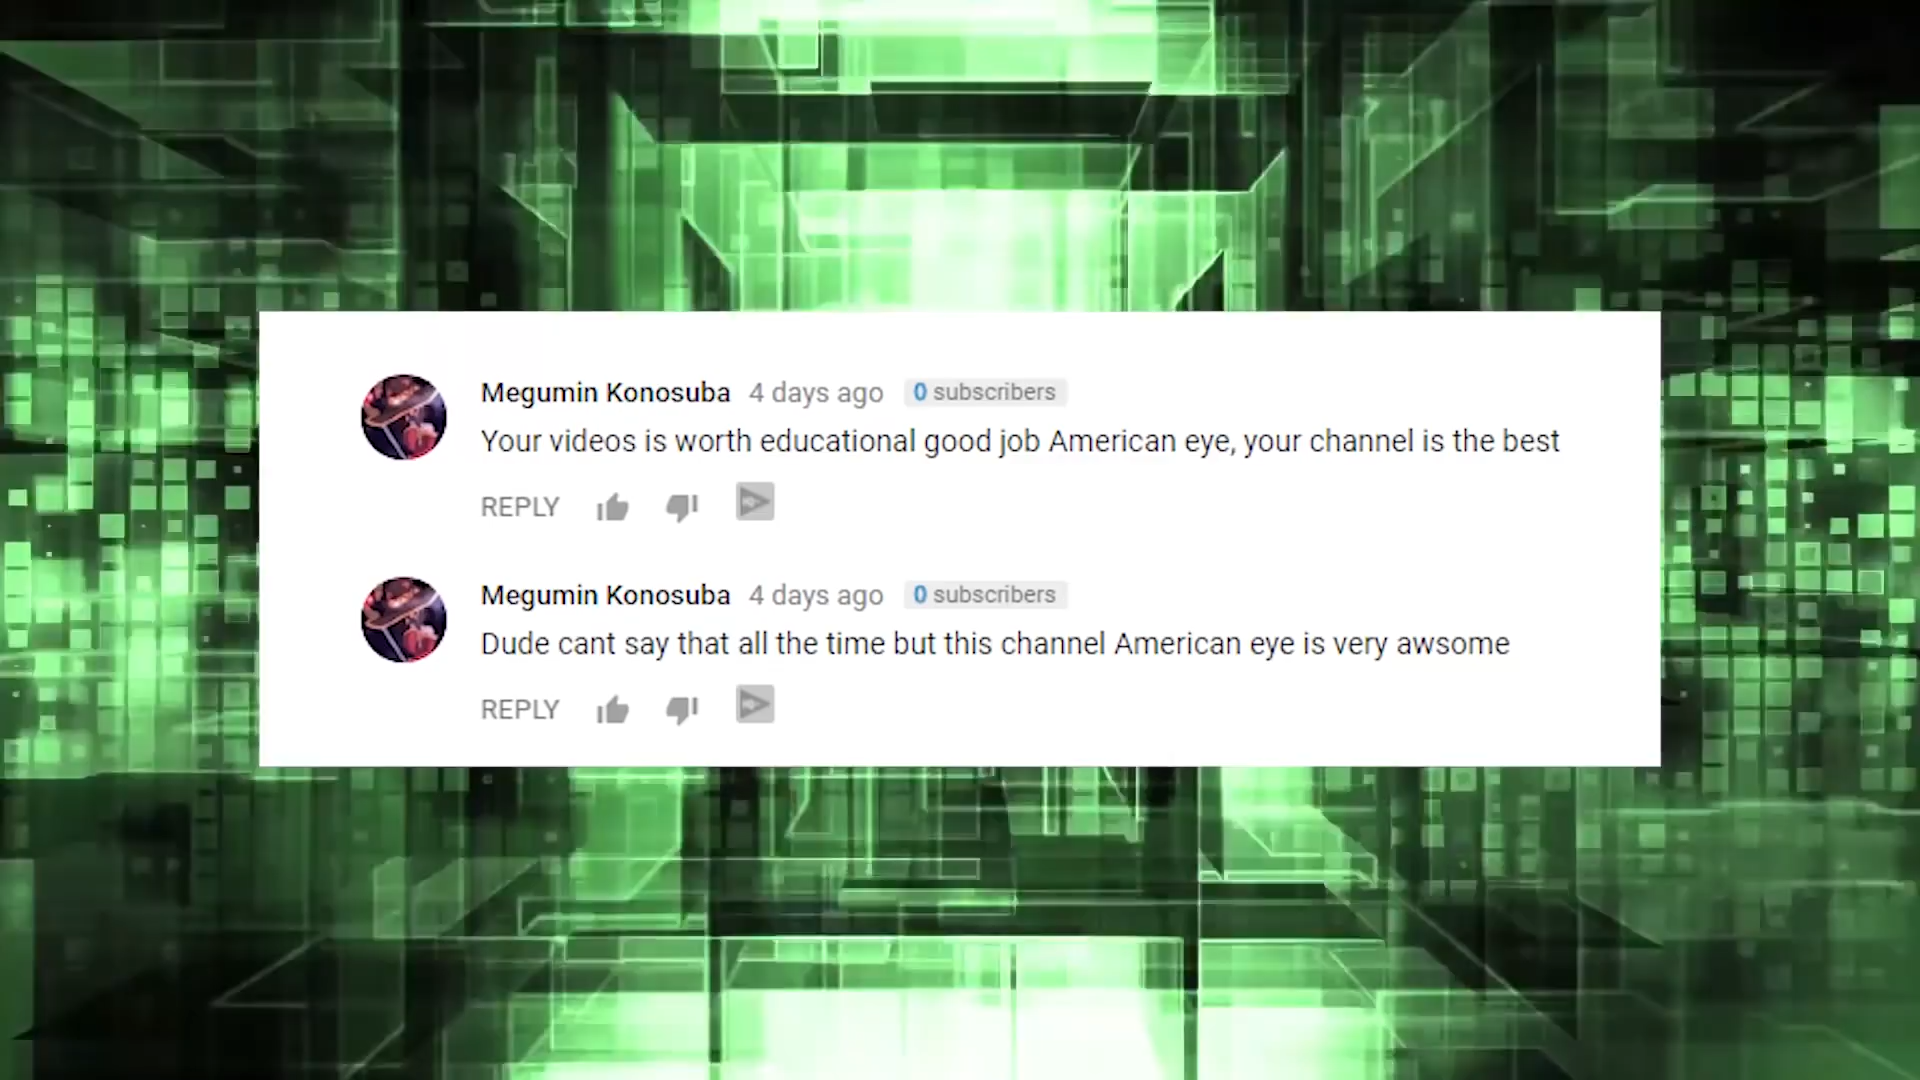 Megumin Konosuba 4 days ago 0 subscribers
Your videos is worth educational good job American eye, your channel is the best
REPLY
Megumin Konosuba 4 days ago 0 subscribers
Dude cant say that all the time but this channel American eye is very awsome
REPLY